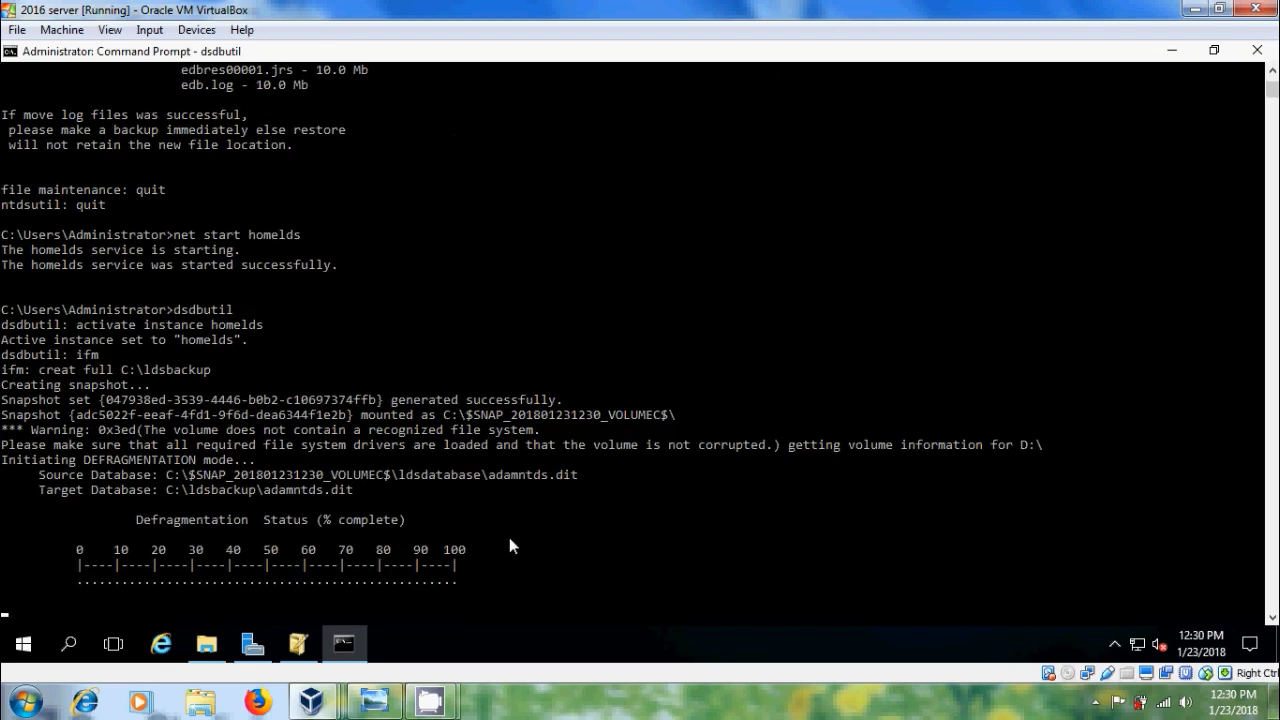 2016 server [Running] - Oracle VM VirtualBox
File Machine View Input Devices Help
Administrator: Command Prompt - dsdbutil
edbres00001.jrs - 10.0 Mb
edb.log - 10.0 Mb
If move log files was successful,
please make a backup immediately else restore
will not retain the new file location.
file maintenance: quit
ntdsutil: quit
C:\Users\Administrator>net start homelds
The homelds service is starting.
The homelds service was started successfully.
C:\Users\Administrator>dsdbutil
dsdbutil: activate instance homelds
Active instance set to "homelds".
dsdbutil: ifm
ifm: creat full C:\ldsbackup
Creating snapshot...
Snapshot set {047938ed-3539-4446-b0b2-c10697374ffb} generated successfully.
Snapshot {adc5022f-eeaf-4fd1-9f6d-dea6344f1e2b} mounted as C:\$SNAP_201801231230_VOLUMEC$\
*** Warning: 0x3ed(The volume does not contain a recognized file system.
Please make sure that all required file system drivers are loaded and that the volume is not corrupted.) getting volume information for D:\
Initiating DEFRAGMENTATION mode...
Source Database: C:\$SNAP_201801231230_VOLUMEC$\ldsdatabase\adamntds.dit
Target Database: C:\ldsbackup\adamntds.dit
Defragmentation Status (% complete)
0 10 20 30 40 50 60 70 80 90 100
|----|----|----|----|----|----|----|----|----|----|
...................................................
12:30 PM
1/23/2018
Right Ctrl
12:30 PM
1/23/2018